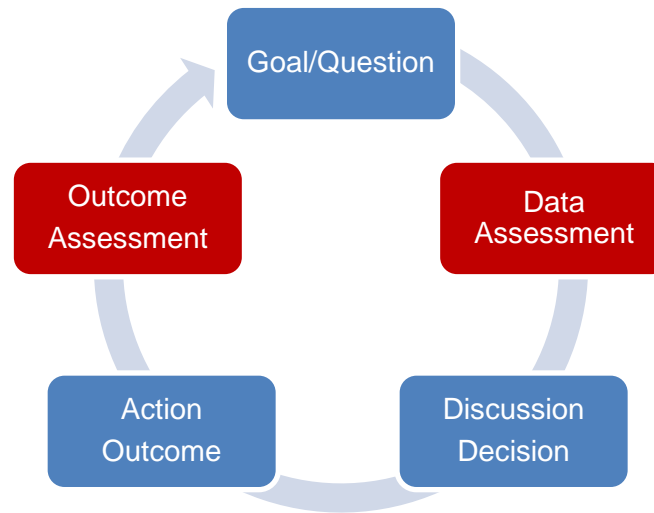 Goal/Question
Data
Assessment
Discussion
Decision
Action
Outcome
Outcome
Assessment